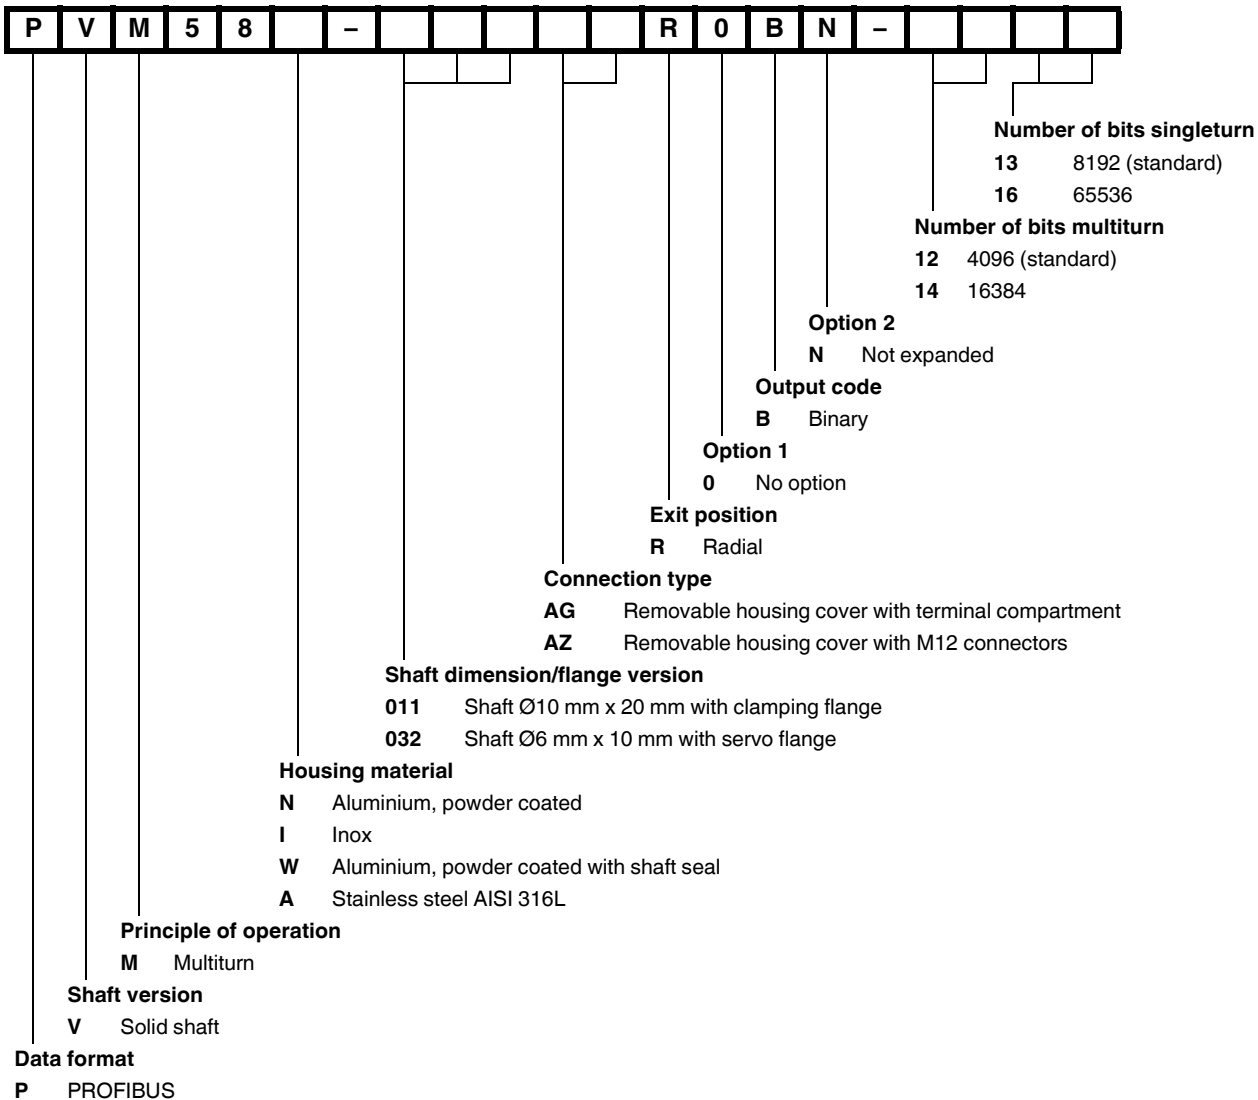 P V M 5 8 – R 0 B N –
Number of bits singleturn
13 8192 (standard)
16 65536
Number of bits multiturn
12 4096 (standard)
14 16384
Option 2
N Not expanded
Output code
B Binary
Option 1
0 No option
Exit position
R Radial
Connection type
AG Removable housing cover with terminal compartment
AZ Removable housing cover with M12 connectors
Shaft dimension/flange version
011 Shaft Ø10 mm x 20 mm with clamping flange
032 Shaft Ø6 mm x 10 mm with servo flange
Housing material
N Aluminium, powder coated
I Inox
W Aluminium, powder coated with shaft seal
A Stainless steel AISI 316L
Principle of operation
M Multiturn
Shaft version
V Solid shaft
Data format
P PROFIBUS